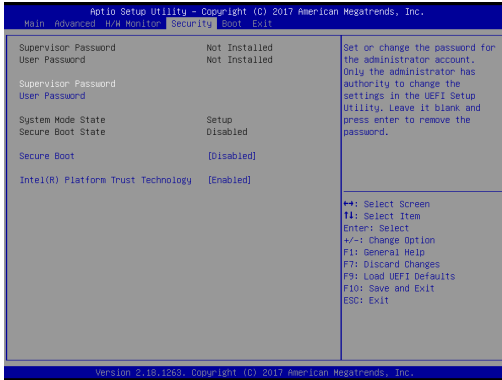 Aptio Setup Utility – Copyright (C) 2017 American Megatrends, Inc.
Main Advanced H/W Monitor Security Boot Exit
Supervisor Password Not Installed
User Password Not Installed
Supervisor Password
User Password
System Mode State Setup
Secure Boot State Disabled
Secure Boot [Disabled]
Intel(R) Platform Trust Technology [Enabled]
Set or change the password for
the administrator account.
Only the administrator has
authority to change the
settings in the UEFI Setup
Utility. Leave it blank and
press enter to remove the
password.
↔: Select Screen
↑↓: Select Item
Enter: Select
+/-: Change Option
F1: General Help
F7: Discard Changes
F9: Load UEFI Defaults
F10: Save and Exit
ESC: Exit
Version 2.18.1263. Copyright (C) 2017 American Megatrends, Inc.